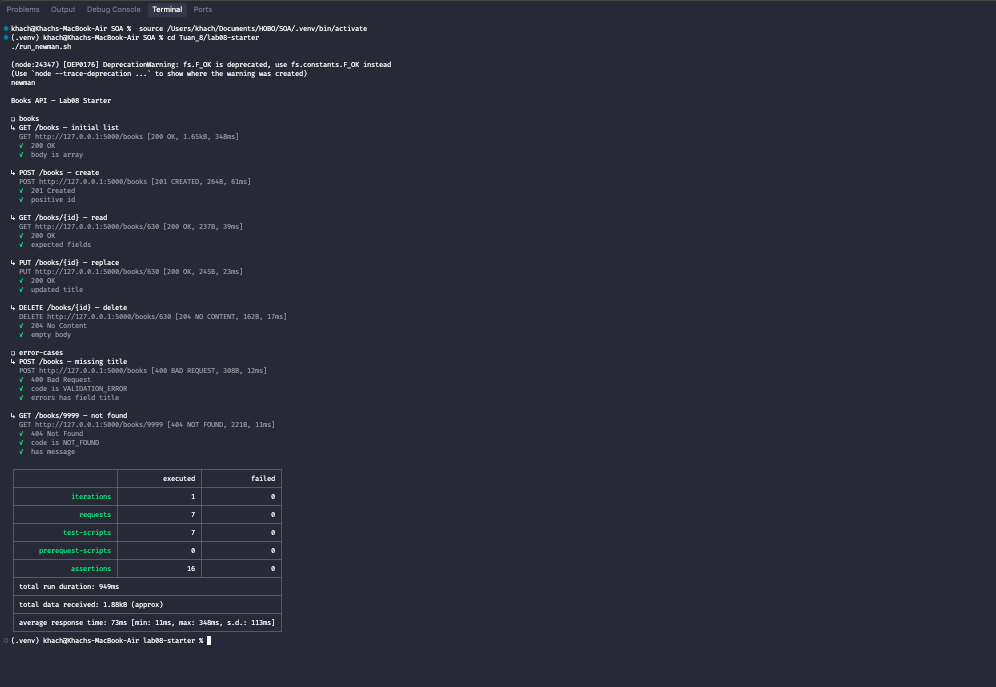 Problems Output Debug Console Terminal Ports
khach@Khachs-MacBook-Air SOA % source /Users/khach/Documents/HOBO/SOA/.venv/bin/activate
(.venv) khach@Khachs-MacBook-Air SOA % cd Tuan_8/lab08-starter
./run_newman.sh
(node:24347) [DEP0176] DeprecationWarning: fs.F_OK is deprecated, use fs.constants.F_OK instead
(Use `node --trace-deprecation ...` to show where the warning was created)
newman
Books API — Lab08 Starter
❏ books
↳ GET /books — initial list
GET http://127.0.0.1:5000/books [200 OK, 1.65kB, 348ms]
√ 200 OK
√ body is array
↳ POST /books — create
POST http://127.0.0.1:5000/books [201 CREATED, 264B, 61ms]
√ 201 Created
√ positive id
↳ GET /books/{id} — read
GET http://127.0.0.1:5000/books/630 [200 OK, 237B, 39ms]
√ 200 OK
√ expected fields
↳ PUT /books/{id} — replace
PUT http://127.0.0.1:5000/books/630 [200 OK, 245B, 23ms]
√ 200 OK
√ updated title
↳ DELETE /books/{id} — delete
DELETE http://127.0.0.1:5000/books/630 [204 NO CONTENT, 162B, 17ms]
√ 204 No Content
√ empty body
❏ error-cases
↳ POST /books — missing title
POST http://127.0.0.1:5000/books [400 BAD REQUEST, 308B, 12ms]
√ 400 Bad Request
√ code is VALIDATION_ERROR
√ errors has field title
↳ GET /books/9999 — not found
GET http://127.0.0.1:5000/books/9999 [404 NOT FOUND, 221B, 11ms]
√ 404 Not Found
√ code is NOT_FOUND
√ has message
executed failed
iterations 1 0
requests 7 0
test-scripts 7 0
prerequest-scripts 0 0
assertions 16 0
total run duration: 949ms
total data received: 1.88kB (approx)
average response time: 73ms [min: 11ms, max: 348ms, s.d.: 113ms]
(.venv) khach@Khachs-MacBook-Air lab08-starter %